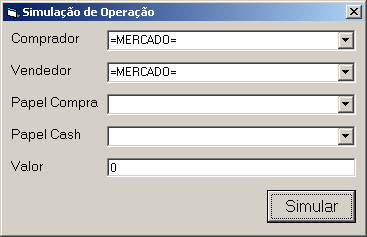 Simulação de Operação
Comprador =MERCADO=
Vendedor =MERCADO=
Papel Compra
Papel Cash
Valor 0
Simular